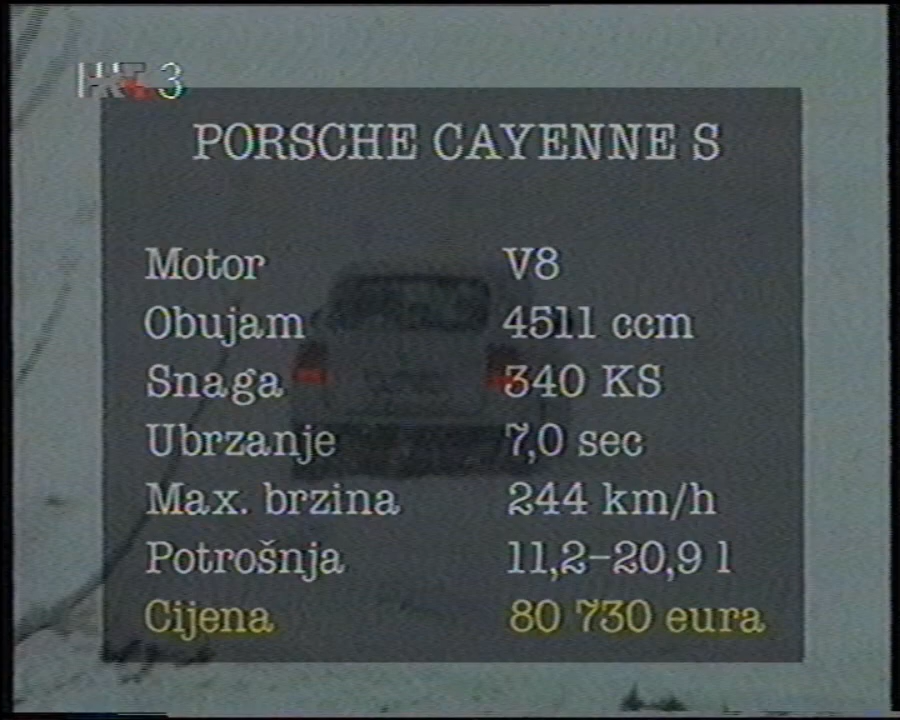 HRT 3
PORSCHE CAYENNE S
Motor V8
Obujam 4511 ccm
Snaga 340 KS
Ubrzanje 7,0 sec
Max. brzina 244 km/h
Potrošnja 11,2-20,9 l
Cijena 80 730 eura